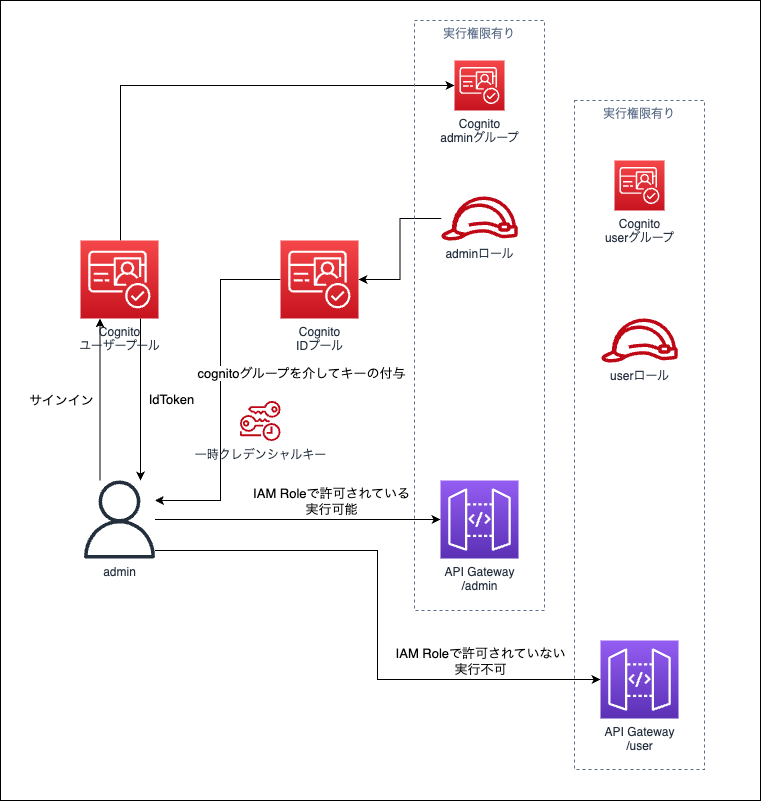 実行権限有り
Cognito
adminグループ
実行権限有り
Cognito
userグループ
adminロール
Cognito
ユーザープール
Cognito
IDプール
userロール
cognitoグループを介してキーの付与
サインイン
IdToken
一時クレデンシャルキー
IAM Roleで許可されている
実行可能
admin
API Gateway
/admin
IAM Roleで許可されていない
実行不可
API Gateway
/user